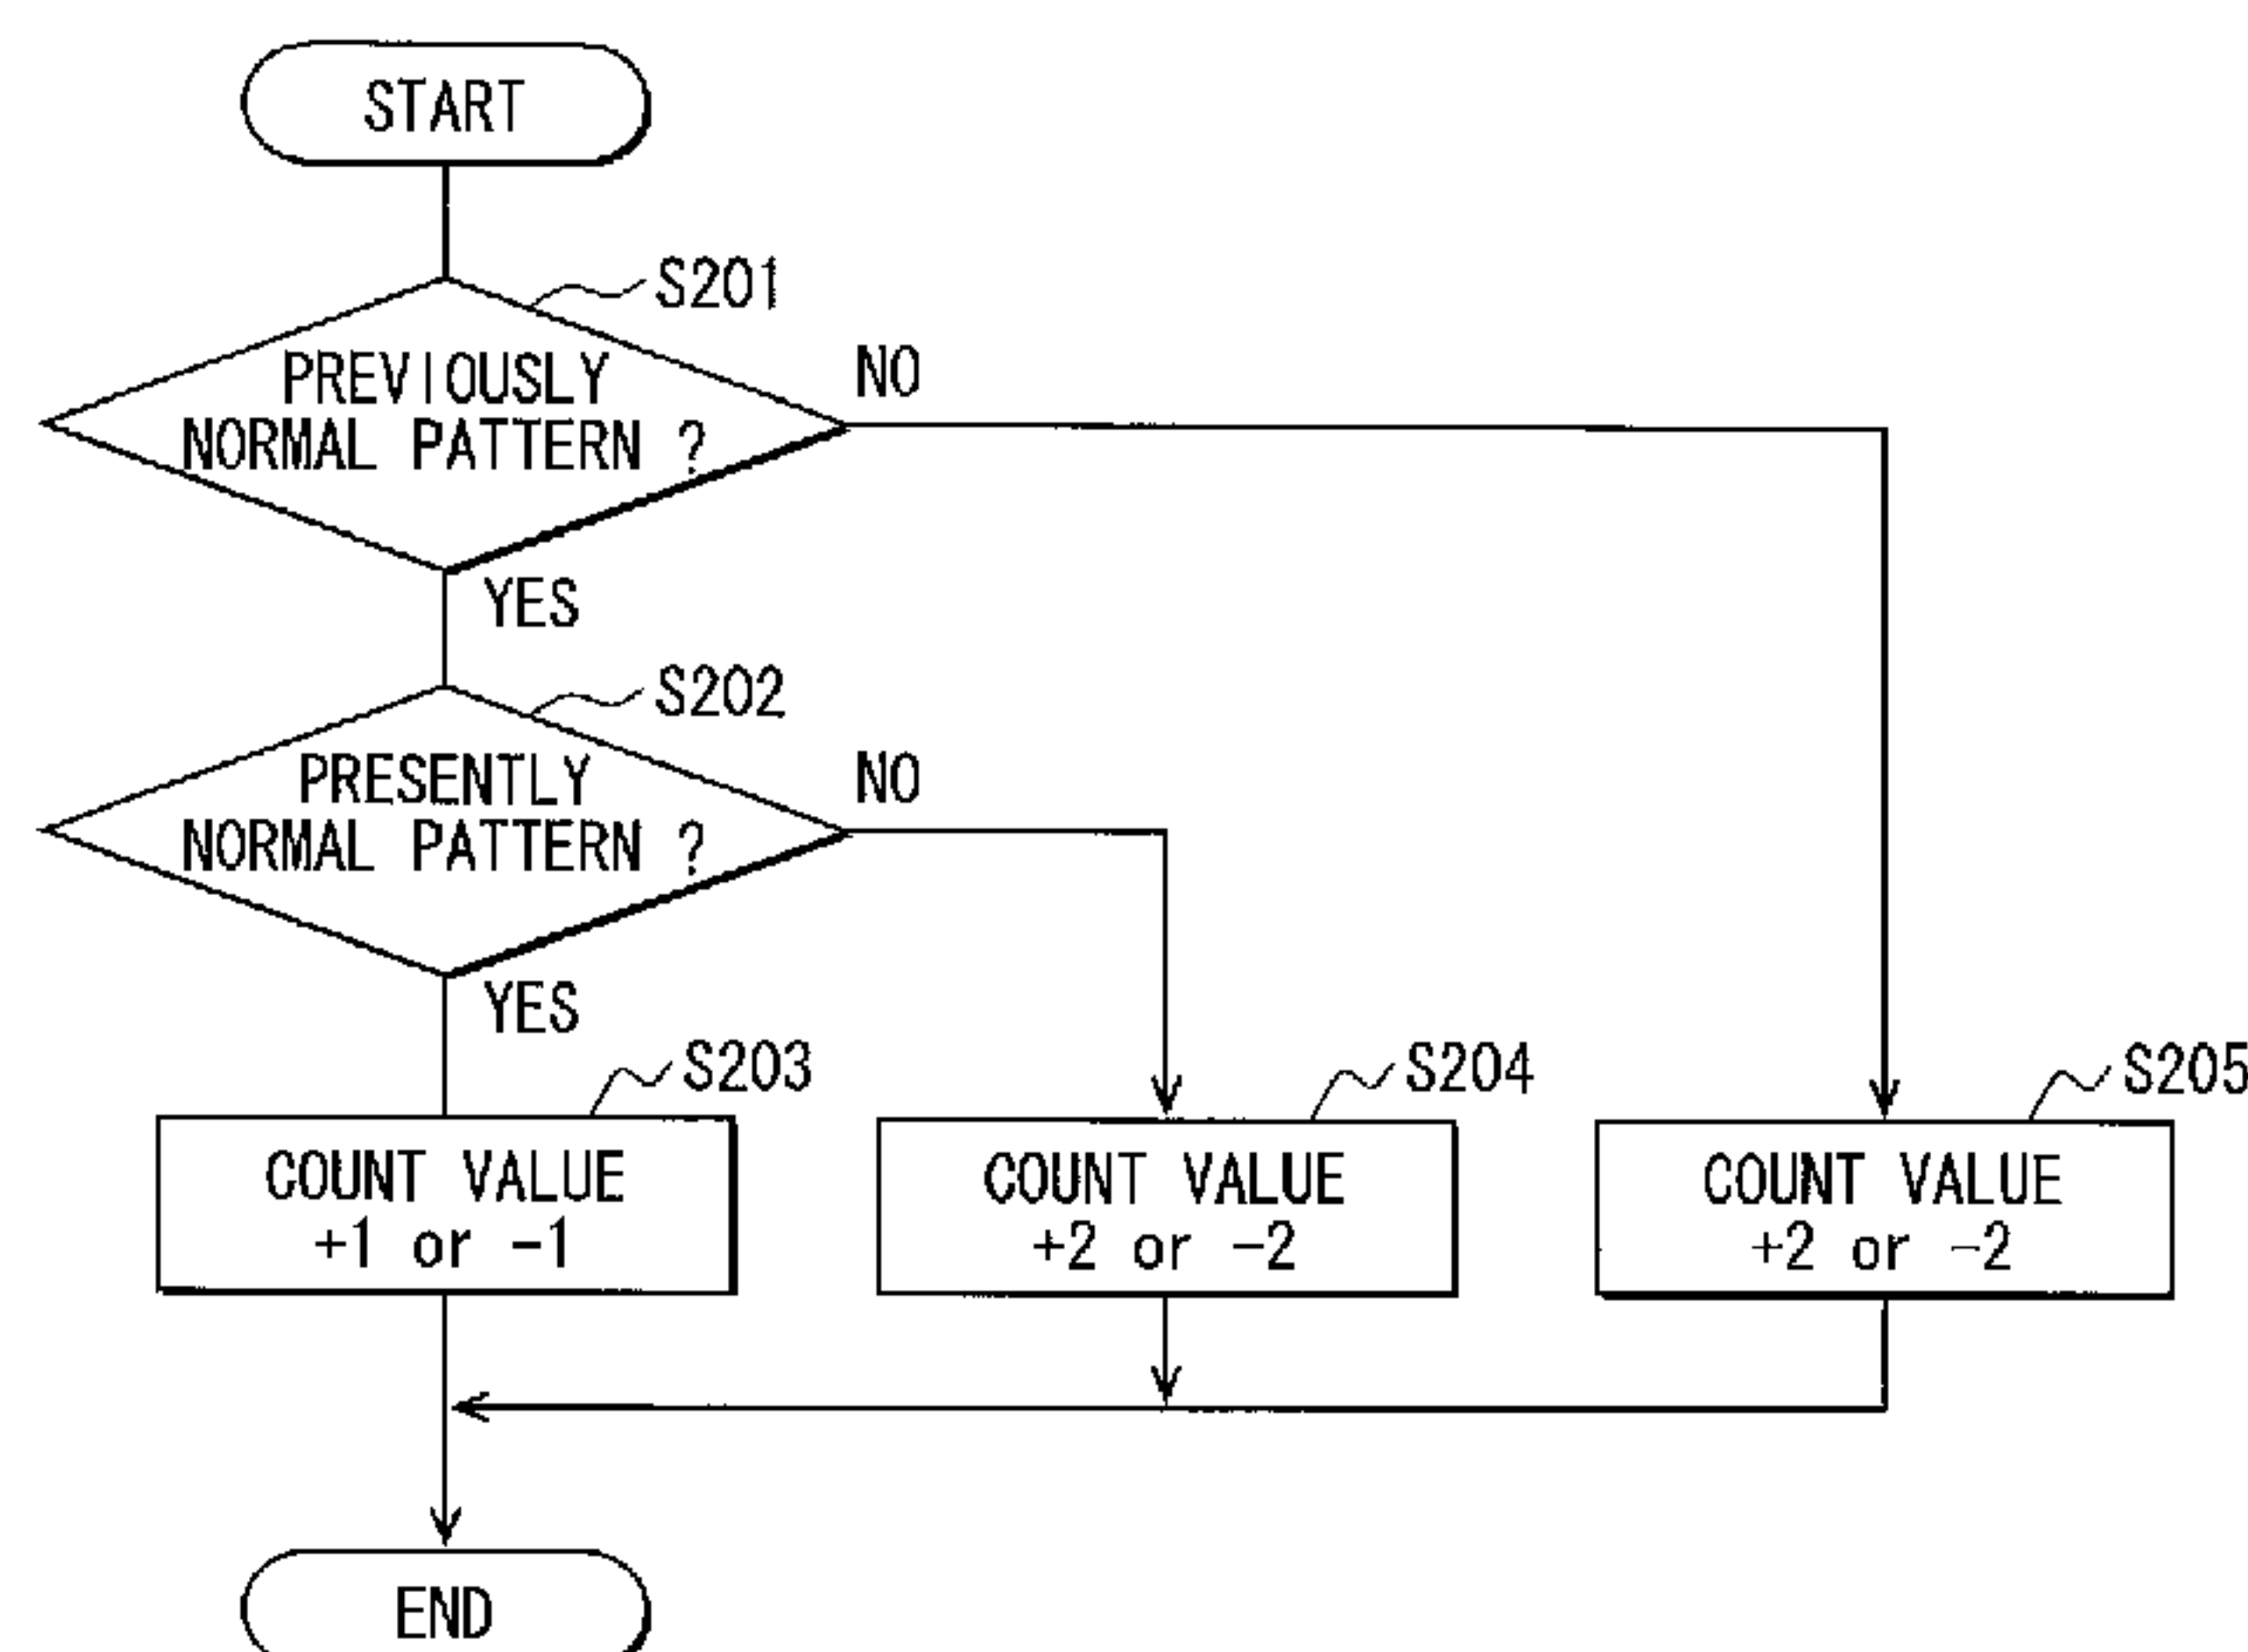 START
S201
PREVIOUSLY
NORMAL PATTERN ?
NO
YES
S202
PRESENTLY
NORMAL PATTERN ?
NO
YES
S203
S204
S205
COUNT VALUE
+1 or -1
COUNT VALUE
+2 or -2
COUNT VALUE
+2 or -2
END